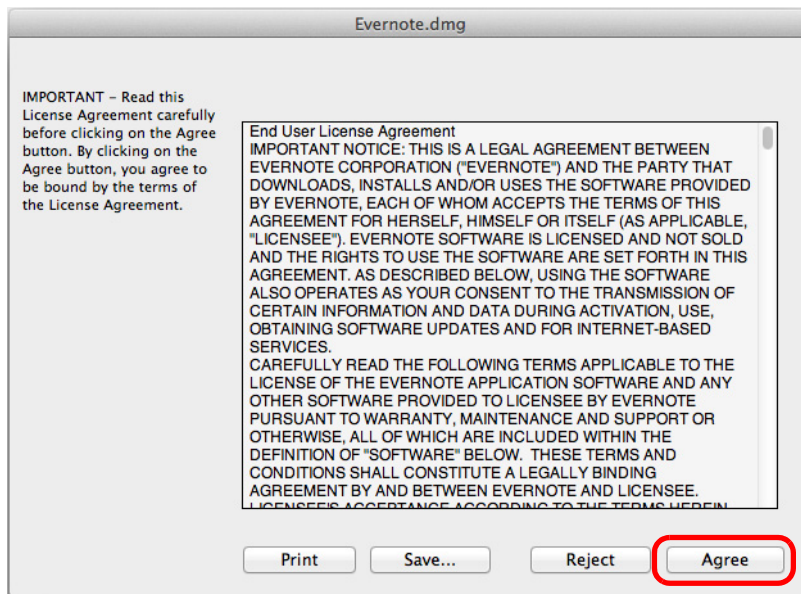 Evernote.dmg
IMPORTANT – Read this
License Agreement carefully
before clicking on the Agree
button. By clicking on the
Agree button, you agree to
be bound by the terms of
the License Agreement.
End User License Agreement
IMPORTANT NOTICE: THIS IS A LEGAL AGREEMENT BETWEEN
EVERNOTE CORPORATION ("EVERNOTE") AND THE PARTY THAT
DOWNLOADS, INSTALLS AND/OR USES THE SOFTWARE PROVIDED
BY EVERNOTE, EACH OF WHOM ACCEPTS THE TERMS OF THIS
AGREEMENT FOR HERSELF, HIMSELF OR ITSELF (AS APPLICABLE,
"LICENSEE"). EVERNOTE SOFTWARE IS LICENSED AND NOT SOLD
AND THE RIGHTS TO USE THE SOFTWARE ARE SET FORTH IN THIS
AGREEMENT. AS DESCRIBED BELOW, USING THE SOFTWARE
ALSO OPERATES AS YOUR CONSENT TO THE TRANSMISSION OF
CERTAIN INFORMATION AND DATA DURING ACTIVATION, USE,
OBTAINING SOFTWARE UPDATES AND FOR INTERNET-BASED
SERVICES.
CAREFULLY READ THE FOLLOWING TERMS APPLICABLE TO THE
LICENSE OF THE EVERNOTE APPLICATION SOFTWARE AND ANY
OTHER SOFTWARE PROVIDED TO LICENSEE BY EVERNOTE
PURSUANT TO WARRANTY, MAINTENANCE AND SUPPORT OR
OTHERWISE, ALL OF WHICH ARE INCLUDED WITHIN THE
DEFINITION OF "SOFTWARE" BELOW.  THESE TERMS AND
CONDITIONS SHALL CONSTITUTE A LEGALLY BINDING
AGREEMENT BY AND BETWEEN EVERNOTE AND LICENSEE.
LICENSEE'S ACCEPTANCE ACCORDING TO THE TERMS HEREIN
Print Save... Reject Agree